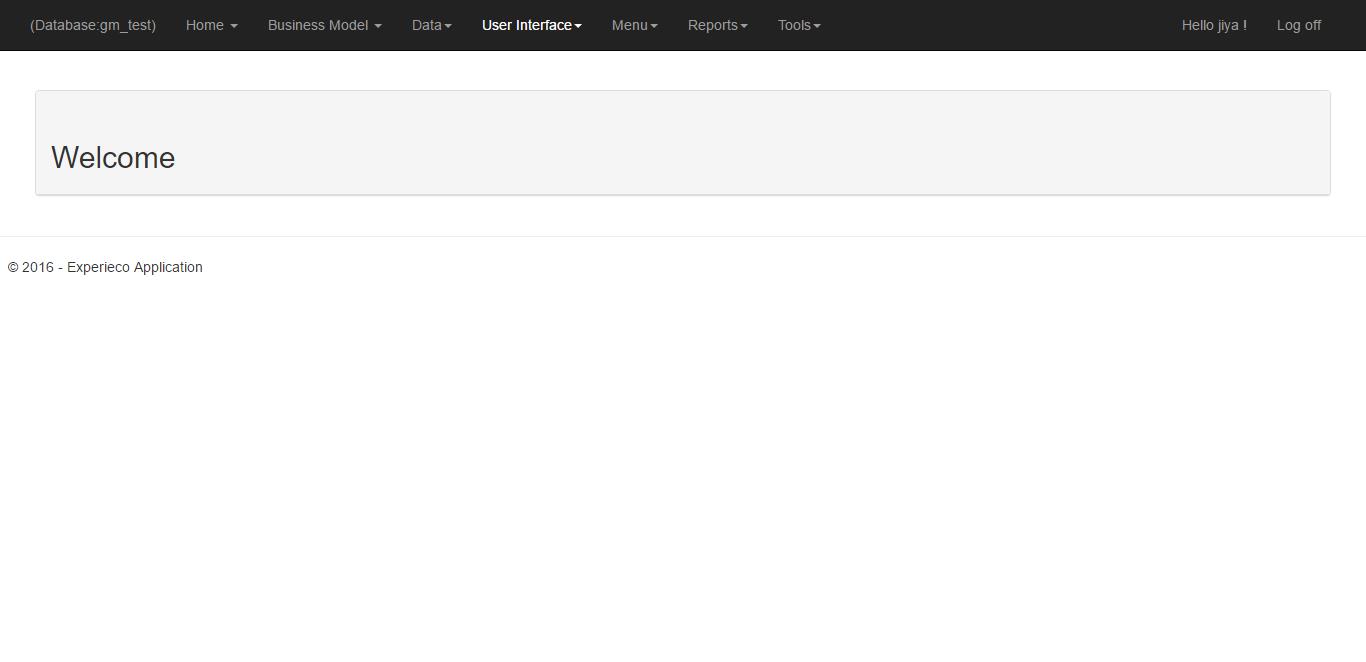 (Database:gm_test) Home Business Model Data User Interface Menu Reports Tools Hello jiya ! Log off
Welcome
© 2016 - Experieco Application